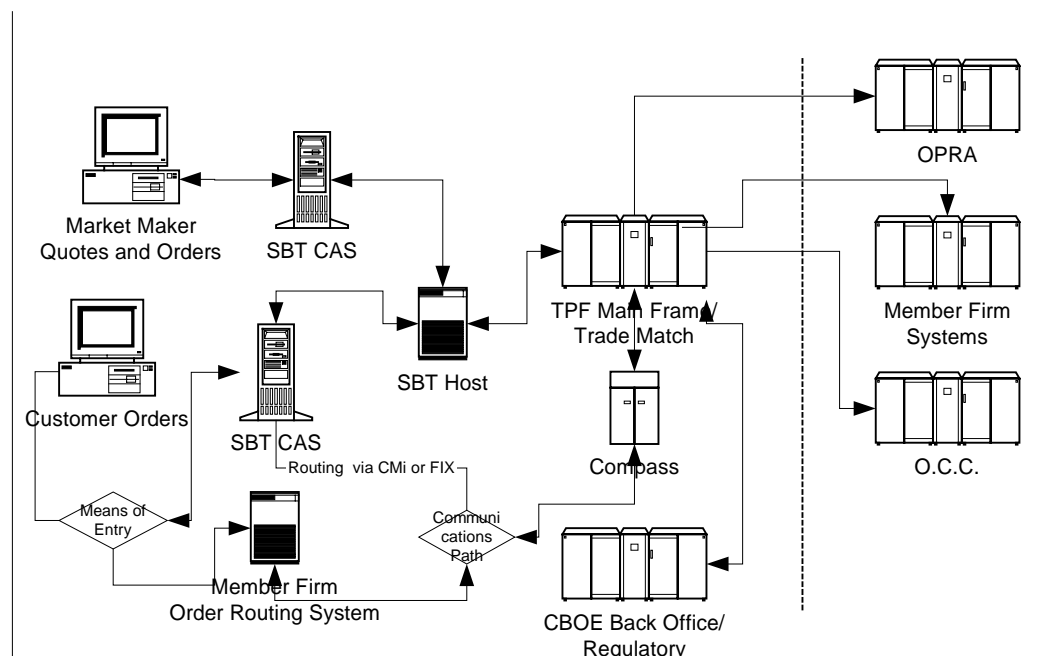 OPRA
Market Maker
Quotes and Orders
SBT CAS
TPF Main Frame/
Trade Match
Member Firm
Systems
SBT Host
Customer Orders
SBT CAS
Compass
O.C.C.
Routing via CMi or FIX
Means of
Entry
Communi
cations
Path
Member Firm
Order Routing System
CBOE Back Office/
Regulatory